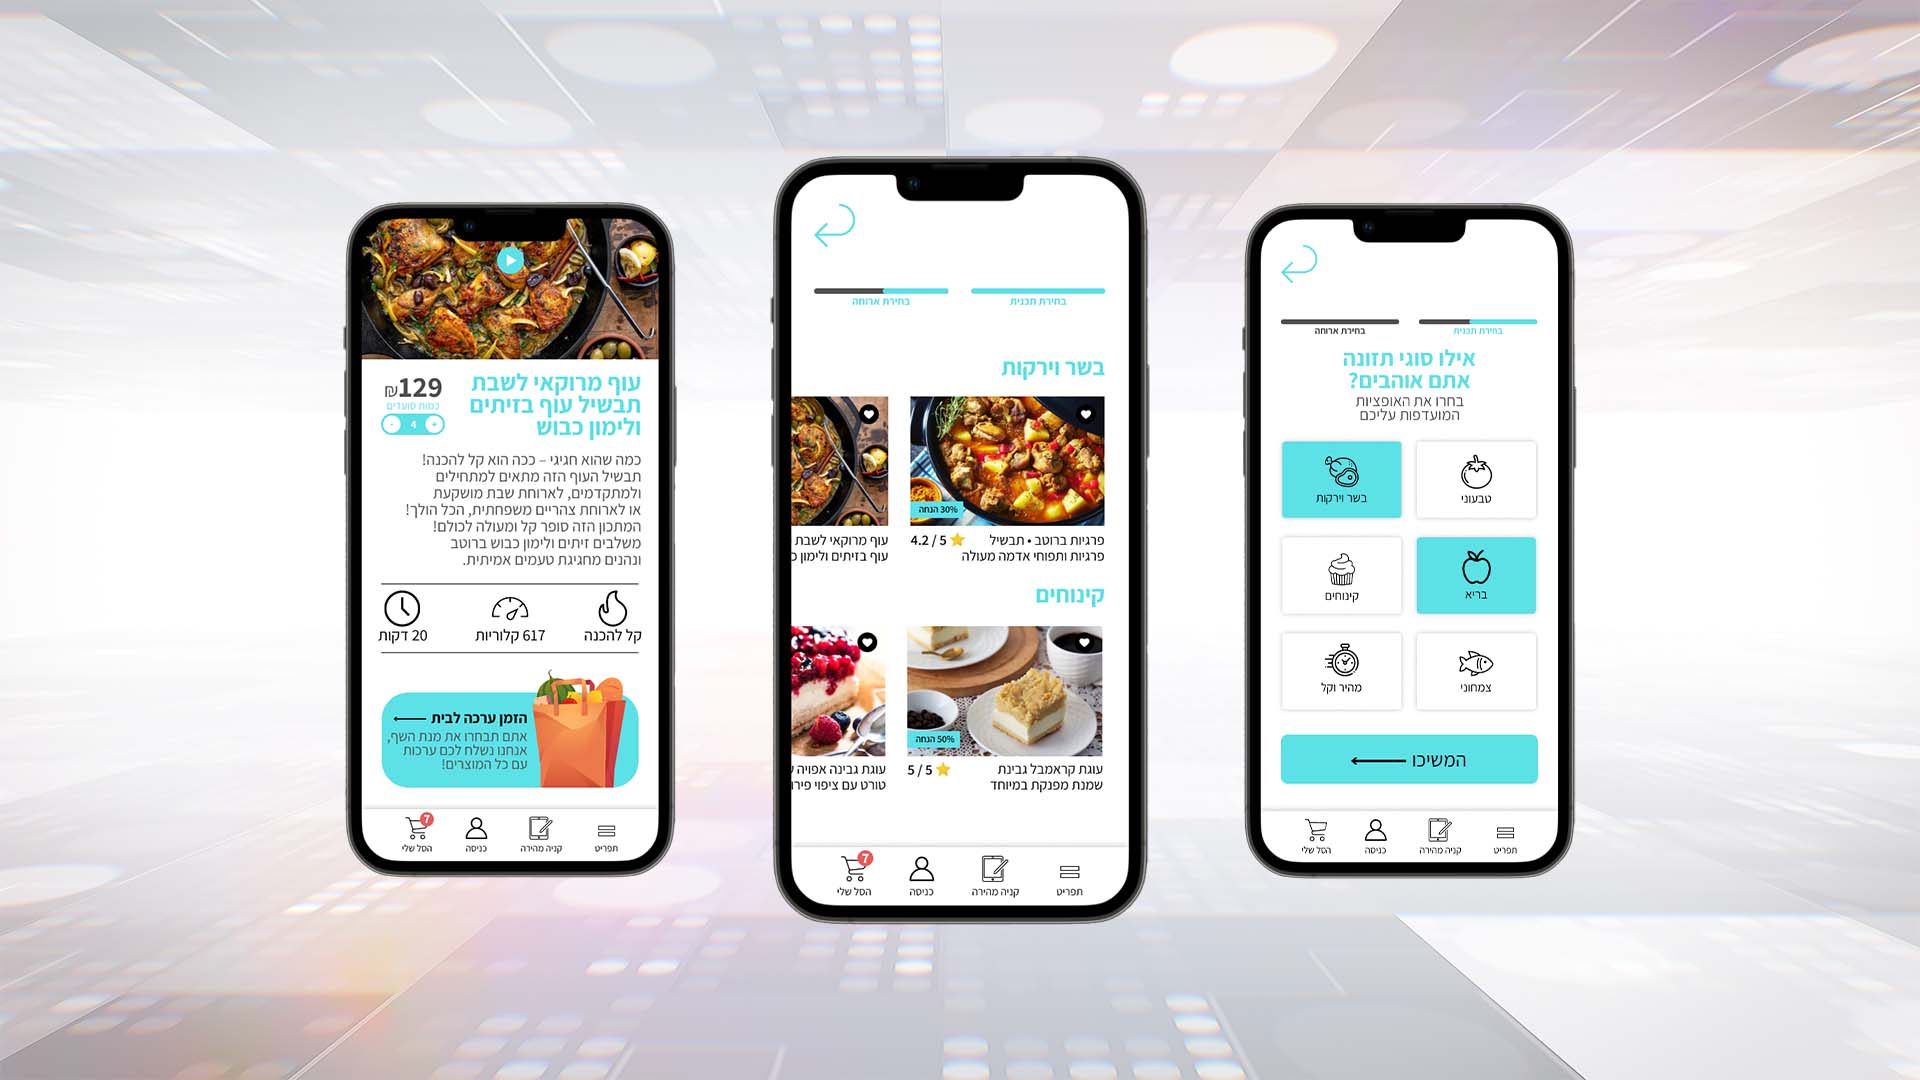 בחירת תכנית
בחירת ארוחה
אילו סוגי תזונה
אתם אוהבים?
בחרו את האופציות
המועדפות עליכם
טבעוני
בשר וירקות
בריא
קינוחים
צמחוני
מהיר וקל
המשיכו
תפריט
קניה מהירה
כניסה
הסל שלי
בחירת תכנית
בחירת ארוחה
בשר וירקות
30% הנחה
פרגיות ברוטב • תבשיל
פרגיות ותפוחי אדמה מעולה
4.2 / 5
עוף מרוקאי לשבת
עוף בזיתים ולימון כ
קינוחים
50% הנחה
עוגת קראמבל גבינת
שמנת מפנקת במיוחד
5 / 5
עוגת גבינה אפויה
טורט עם ציפוי פירו
תפריט
קניה מהירה
כניסה
הסל שלי
7
עוף מרוקאי לשבת
תבשיל עוף בזיתים
ולימון כבוש
129₪
כמות סועדים
- 4 +
כמה שהוא חגיגי – ככה הוא קל להכנה!
תבשיל העוף הזה מתאים למתחילים
ולמתקדמים, לארוחת שבת מושקעת
או לארוחת צהריים משפחתית, הכל הולך!
המתכון הזה סופר קל ומעולה לכולם!
משלבים זיתים ולימון כבוש ברוטב
ונהנים מחגיגת טעמים אמיתית.
קל להכנה
617 קלוריות
20 דקות
הזמן ערכה לבית
אתם תבחרו את מנת השף,
אנחנו נשלח לכם ערכות
עם כל המוצרים!
תפריט
קניה מהירה
כניסה
הסל שלי
7